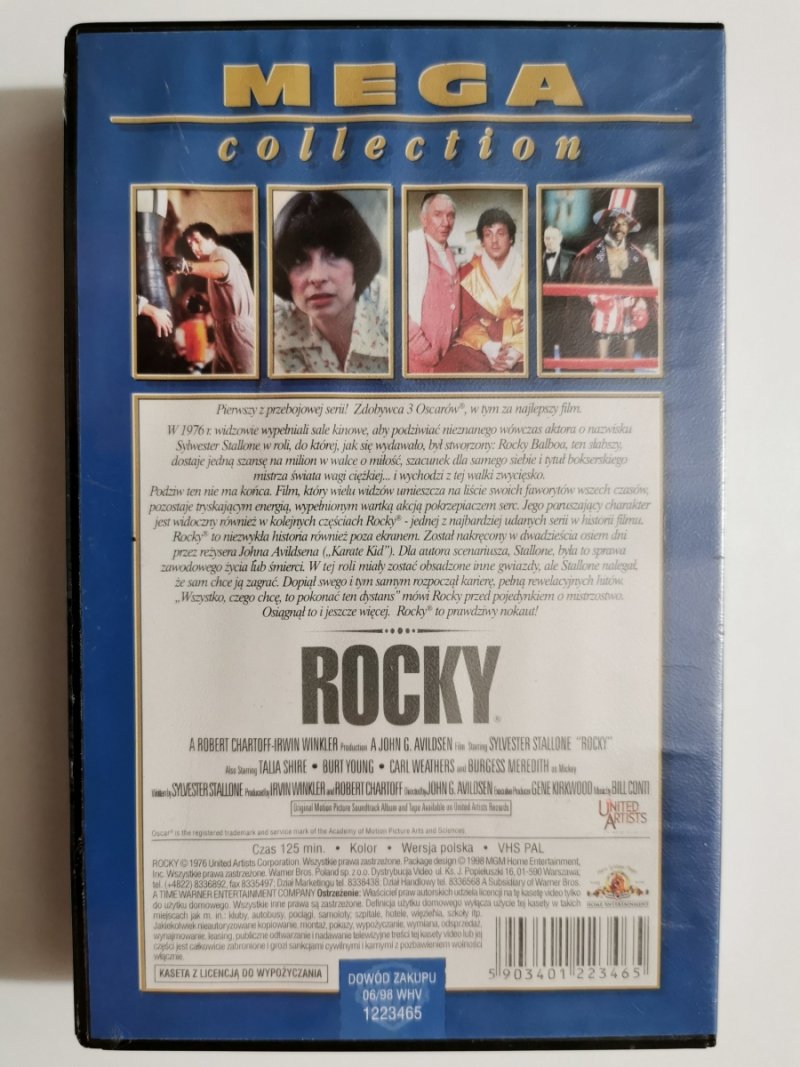 MEGA
collection
Pierwszy z przebojowej serii! Zdobywca 3 Oscarów®, w tym za najlepszy film.
W 1976 r. widzowie wypełniali sale kinowe, aby podziwiać nieznanego wówczas aktora o nazwisku
Sylwester Stallone w roli, do której, jak się wydawało, był stworzony: Rocky Balboa, ten słabszy,
dostaje jedną szansę na milion w walce o miłość, szacunek dla samego siebie i tytuł bokserskiego
mistrza świata wagi ciężkiej... i wychodzi z tej walki zwycięsko.
Podziw ten nie ma końca. Film, który wielu widzów umieszcza na liście swoich faworytów wszech czasów,
pozostaje tryskającym energią, wypełnionym wartką akcją pokrzepiaczem serc. Jego poruszający charakter
jest widoczny również w kolejnych częściach Rocky® - jednej z najbardziej udanych serii w historii filmu.
Rocky® to niezwykła historia również poza ekranem. Został nakręcony w dwadzieścia osiem dni
przez reżysera Johna Avildsena („Karate Kid"). Dla autora scenariusza, Stallone, była to sprawa
zawodowego życia lub śmierci. W tej roli miały zostać obsadzone inne gwiazdy, ale Stallone nalegał,
że sam chce ją zagrać. Dopiął swego i tym samym rozpoczął karierę, pełną rewelacyjnych hitów.
„Wszystko, czego chcę, to pokonać ten dystans" mówi Rocky przed pojedynkiem o mistrzostwo.
Osiągnął to i jeszcze więcej. Rocky® to prawdziwy nokaut!
ROCKY®
A ROBERT CHARTOFF-IRWIN WINKLER Production A JOHN G. AVILDSEN Film Starring SYLVESTER STALLONE "ROCKY"
Also Starring TALIA SHIRE • BURT YOUNG • CARL WEATHERS and BURGESS MEREDITH as Mickey
Written by SYLVESTER STALLONE Produced by IRVIN WINKLER and ROBERT CHARTOFF Directed by JOHN G. AVILDSEN Executive Producer GENE KIRKWOOD Music by BILL CONTI
Original Motion Picture Soundtrack Album and Tape Available on United Artists Records
UNITED
ARTISTS
Oscar® is the registered trademark and service mark of the Academy of Motion Picture Arts and Sciences.
Czas 125 min. • Kolor • Wersja polska • VHS PAL
ROCKY © 1976 United Artists Corporation. Wszystkie prawa zastrzeżone. Package design © 1998 MGM Home Entertainment,
Inc. Wszystkie prawa zastrzeżone. Warner Bros. Poland sp. z o.o. Dystrybucja Video ul. Ks. J. Popiełuszki 16, 01-590 Warszawa;
tel. (+4822) 8336892, fax 8335497; Dział Marketingu tel. 8338438. Dział Handlowy tel. 8336568 A Subsidiary of Warner Bros.
A TIME WARNER ENTERTAINMENT COMPANY Ostrzeżenie: Właściciel praw autorskich udziela licencji na tę kasetę video tylko
do użytku domowego. Wszystkie inne prawa są zastrzeżone. Definicja użytku domowego wyłącza użycie tej kasety w takich
miejscach jak m. in.: kluby, autobusy, pociągi, samoloty, szpitale, hotele, więzienia, szkoły itp.
Jakiekolwiek nieautoryzowane kopiowanie, montaż, pokazy, wypożyczanie, wymiana, odsprzedaż,
wynajmowanie, leasing, publiczne odtwarzanie i nadawanie telewizyjne treści tej kasety video lub jej
części jest całkowicie zabronione i grozi sankcjami cywilnymi i karnymi z pozbawieniem wolności
włącznie.
HOME ENTERTAINMENT
KASETA Z LICENCJĄ DO WYPOŻYCZANIA
DOWÓD ZAKUPU
06/98 WHV
1223465
5 903401 223465